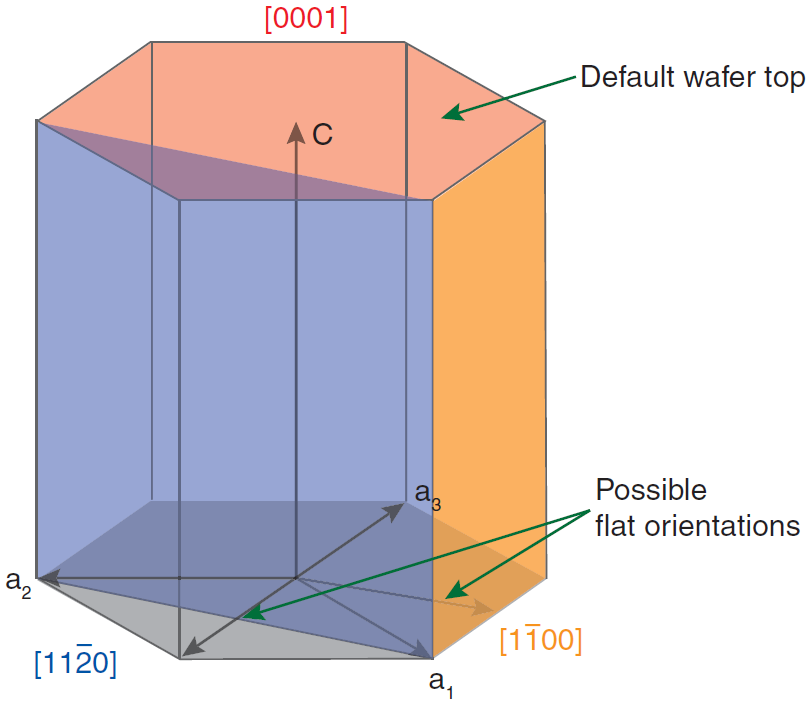 [0001]
Default wafer top
C
a₃
Possible
flat orientations
a₂
[112̅0]
[11̅00]
a₁